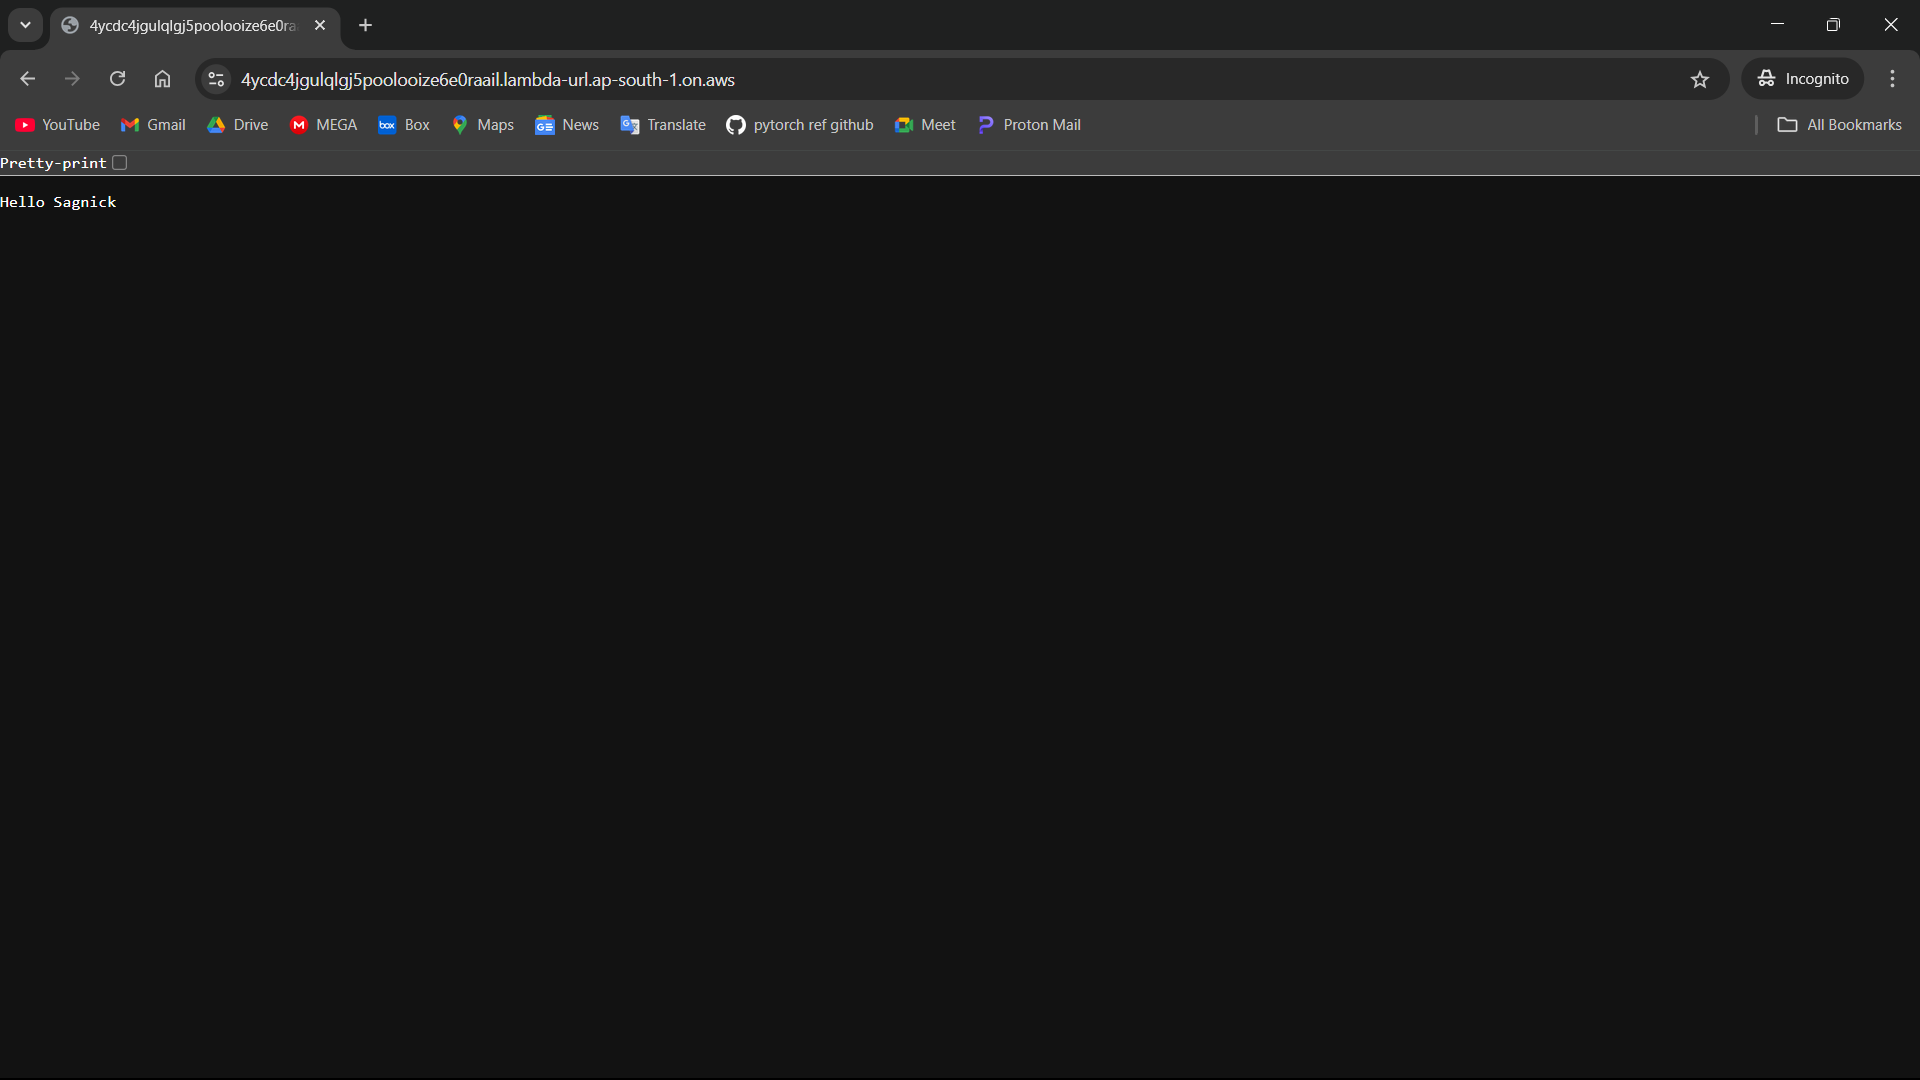 4ycdc4jgulqlgj5poolooize6e0ra
4ycdc4jgulqlgj5poolooize6e0raail.lambda-url.ap-south-1.on.aws
Incognito
YouTube Gmail Drive MEGA box Box Maps News Translate pytorch ref github Meet Proton Mail All Bookmarks
Pretty-print
Hello Sagnick